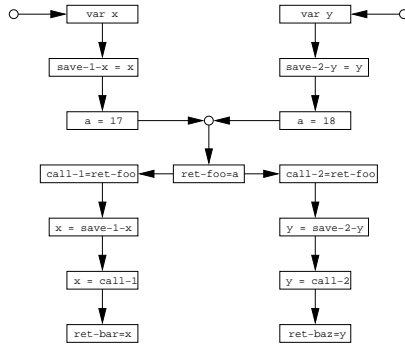 var x
var y
save-1-x = x
save-2-y = y
a = 17
a = 18
call-1=ret-foo
ret-foo=a
call-2=ret-foo
x = save-1-x
y = save-2-y
x = call-1
y = call-2
ret-bar=x
ret-baz=y